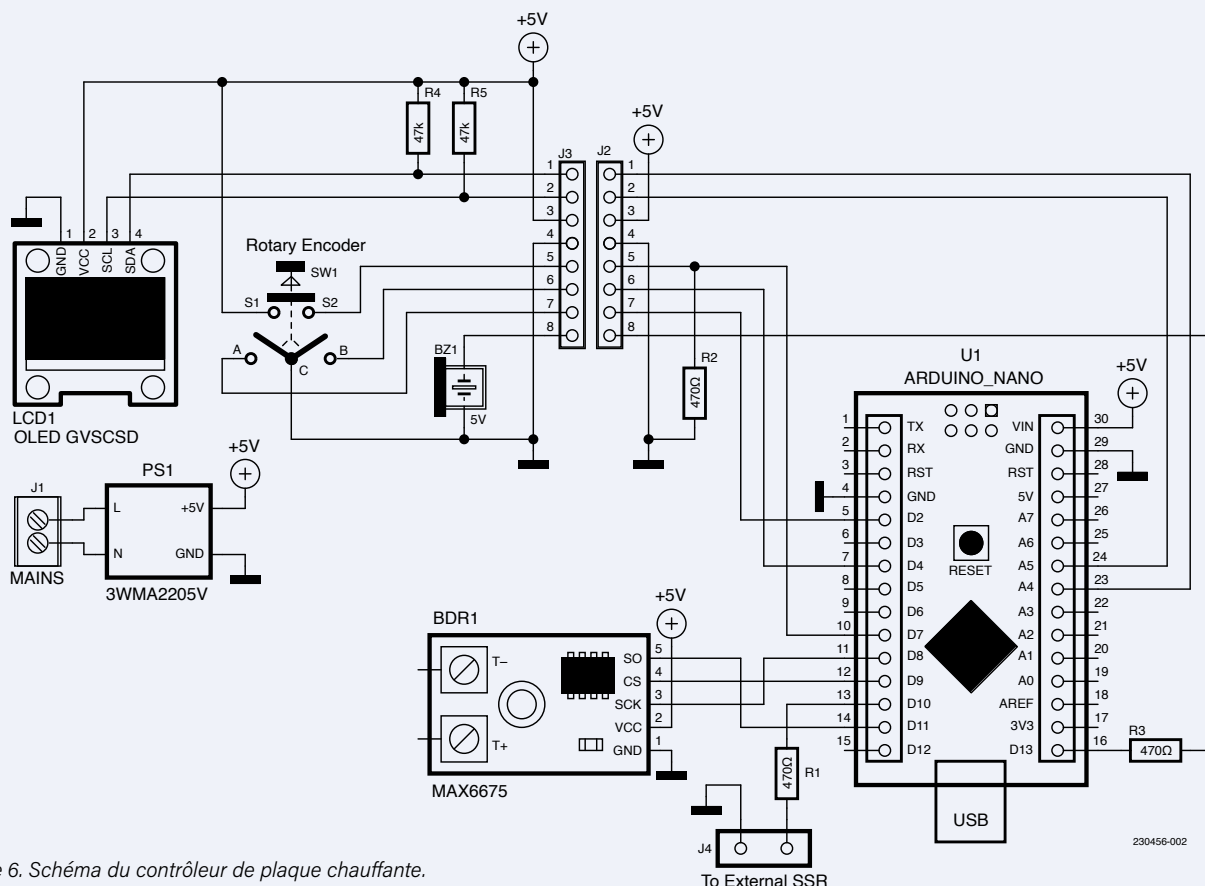 +5V
R4
R5
47k
47k
+5V
J3
J2
1
2
3
4
5
6
7
8
1
2
3
4
5
6
7
8
1
2
3
4
GND
VCC
SCL
SDA
LCD1
OLED GVSCSD
Rotary Encoder
SW1
S1
S2
A
B
C
BZ1
5V
R2
470Ω
+5V
PS1
J1
L
+5V
N
GND
MAINS
3WMA2205V
U1
ARDUINO_NANO
+5V
1
TX
VIN
30
2
RX
GND
29
3
RST
RST
28
4
GND
5V
27
5
D2
A7
26
6
D3
A6
25
7
D4
A5
24
8
D5
A4
23
9
D6
A3
22
10
D7
A2
21
11
D8
A1
20
12
D9
A0
19
13
D10
AREF
18
14
D11
3V3
17
15
D12
D13
16
RESET
USB
R3
470Ω
+5V
BDR1
T–
T+
SO
5
CS
4
SCK
3
VCC
2
GND
1
MAX6675
470Ω
R1
J4
To External SSR
230456-002
6. Schéma du contrôleur de plaque chauffante.